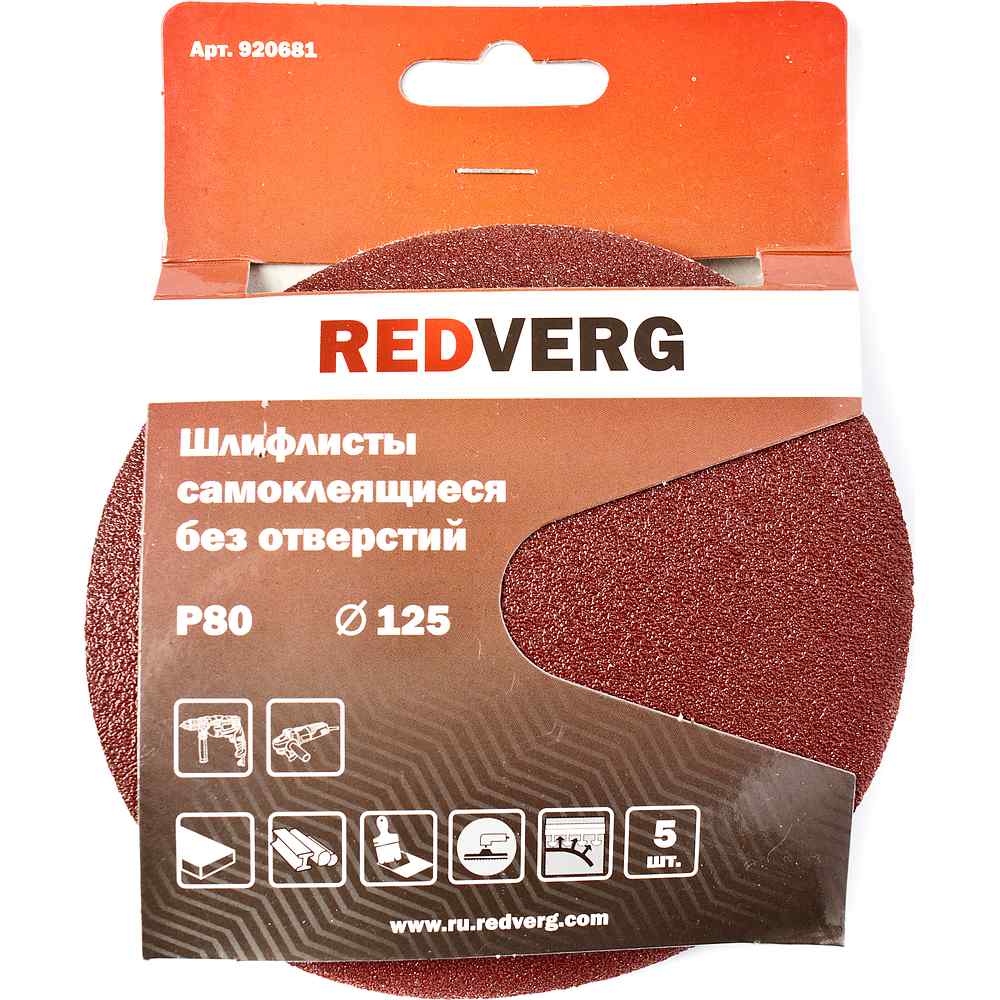 Арт. 920681
REDVERG
Шлифлисты
самоклеящиеся
без отверстий
P80 Ø 125
5
шт.
www.ru.redverg.com